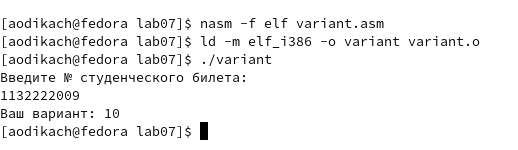 [aodikach@fedora lab07]$ nasm -f elf variant.asm
[aodikach@fedora lab07]$ ld -m elf_i386 -o variant variant.o
[aodikach@fedora lab07]$ ./variant
Введите № студенческого билета:
1132222009
Ваш вариант: 10
[aodikach@fedora lab07]$